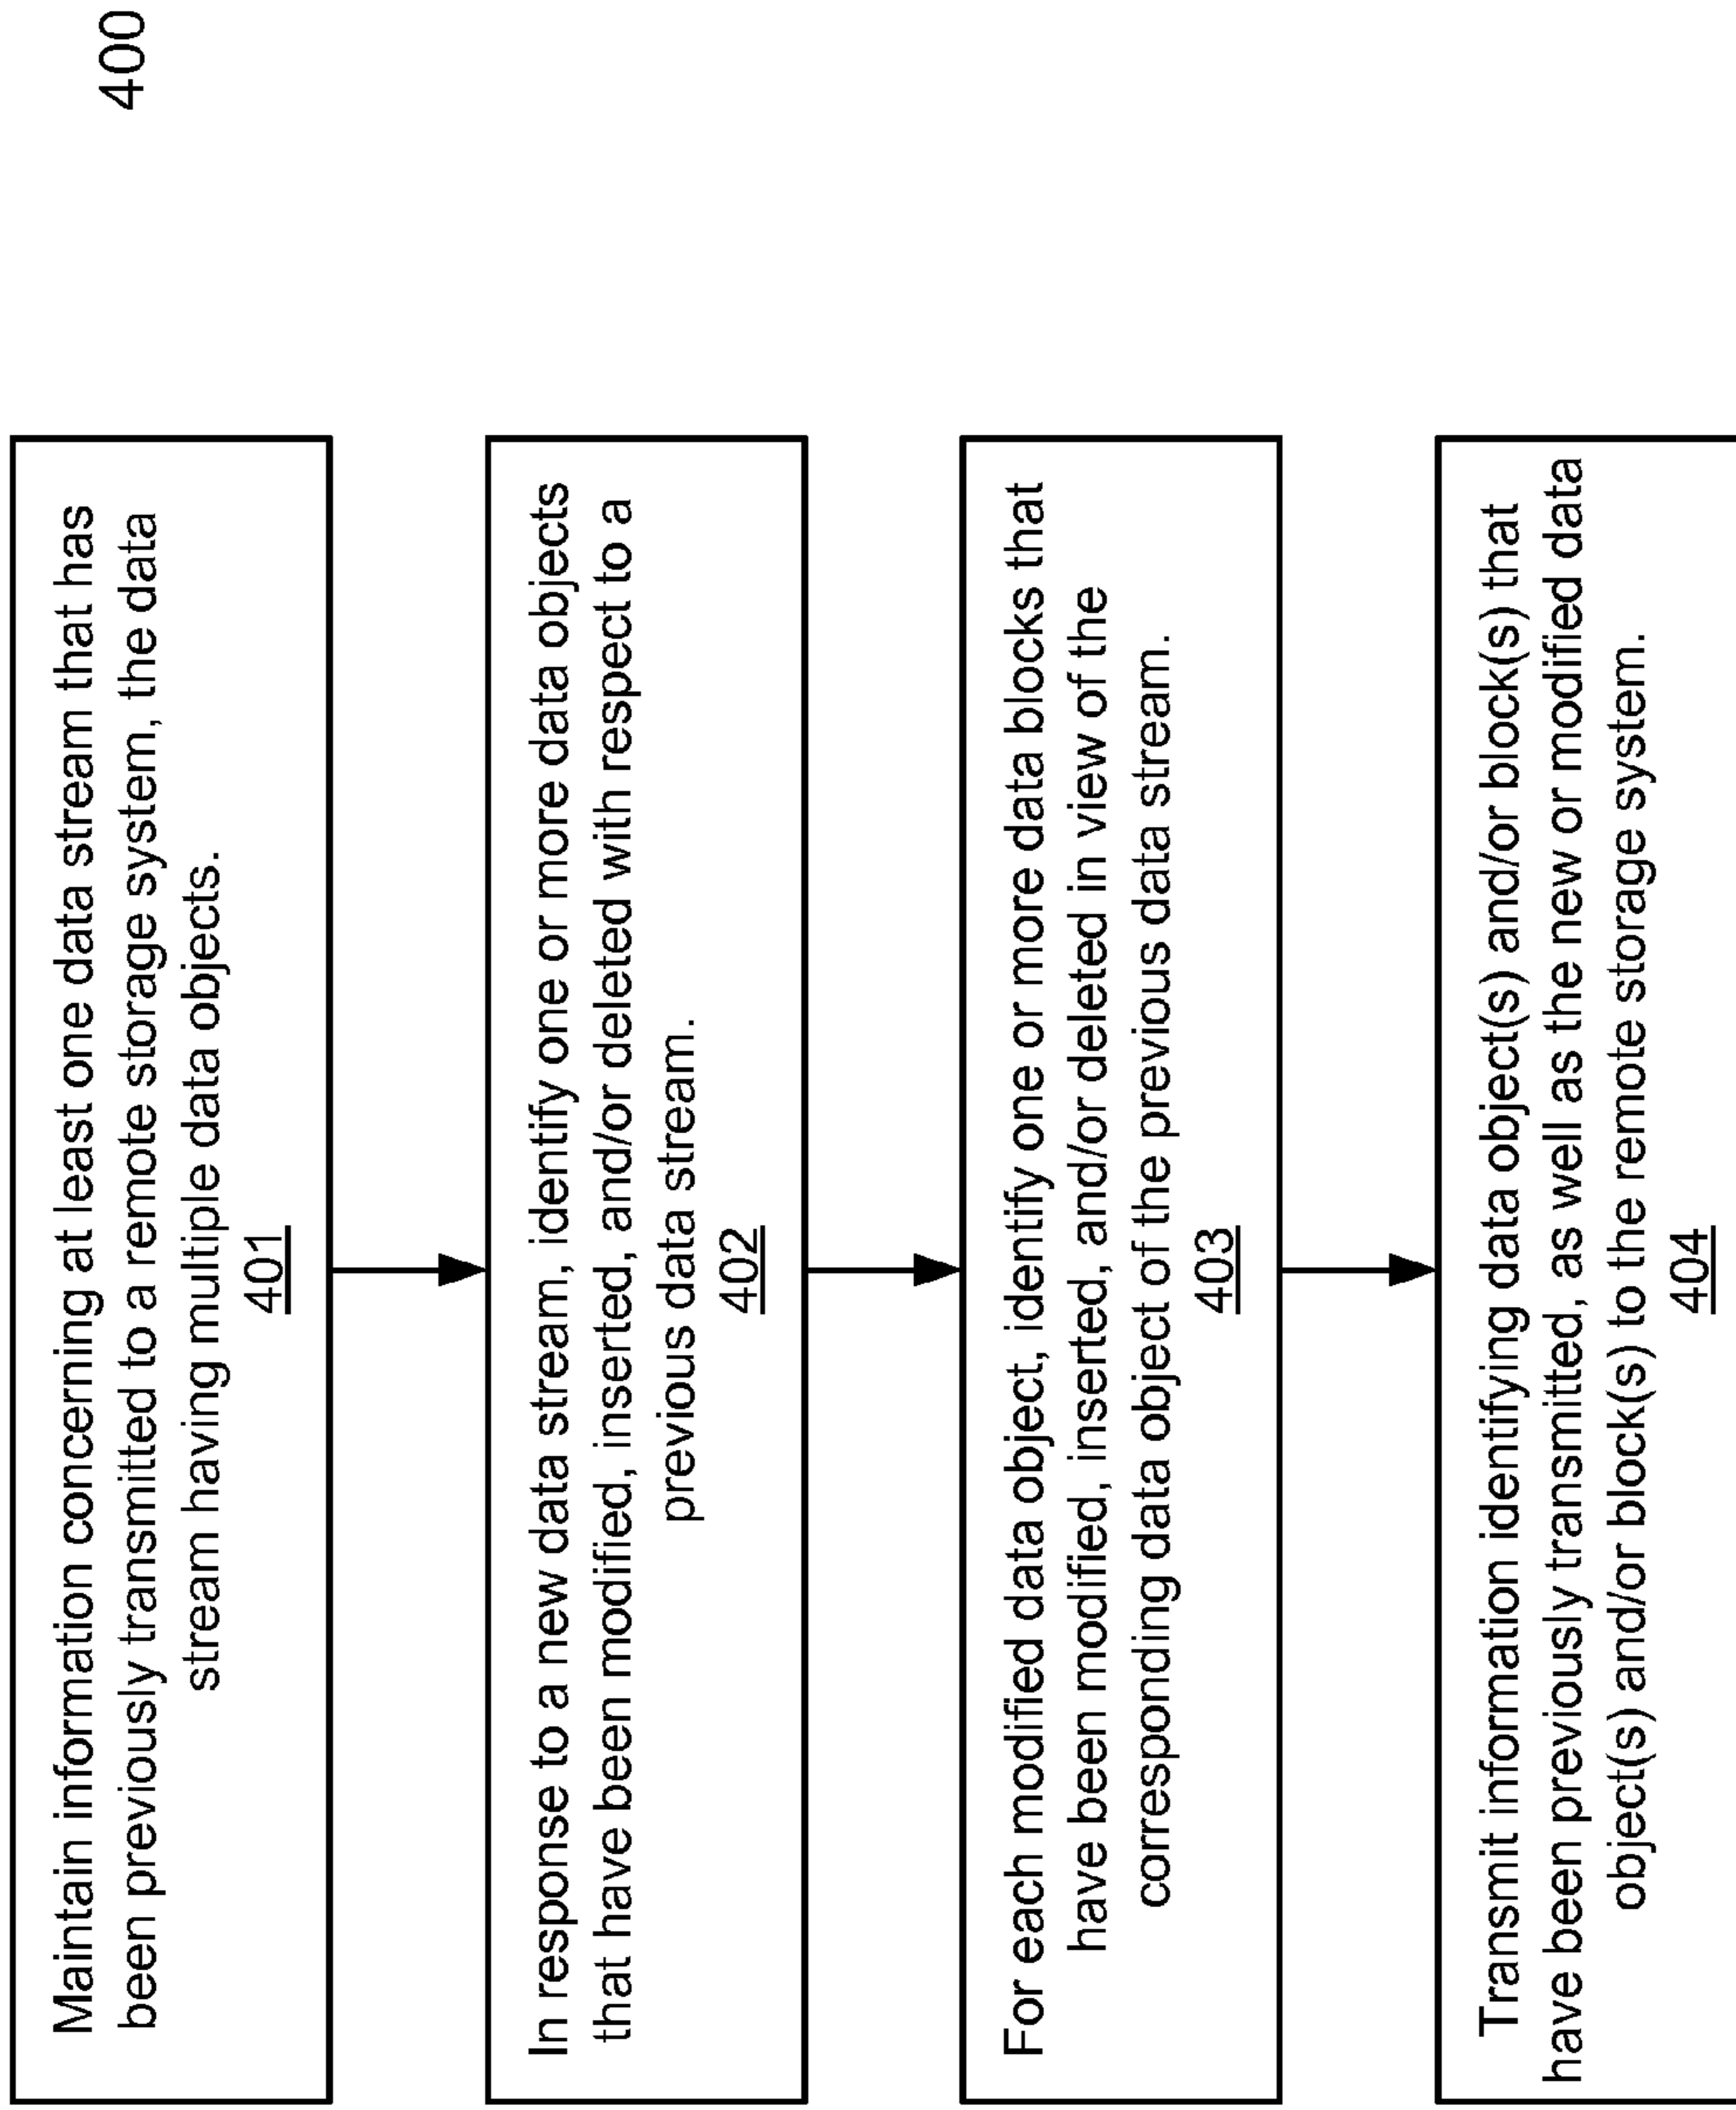 400
Maintain information concerning at least one data stream that has
been previously transmitted to a remote storage system, the data
stream having multiple data objects.
401
In response to a new data stream, identify one or more data objects
that have been modified, inserted, and/or deleted with respect to a
previous data stream.
402
For each modified data object, identify one or more data blocks that
have been modified, inserted, and/or deleted in view of the
corresponding data object of the previous data stream.
403
Transmit information identifying data object(s) and/or block(s) that
have been previously transmitted, as well as the new or modified data
object(s) and/or block(s) to the remote storage system.
404